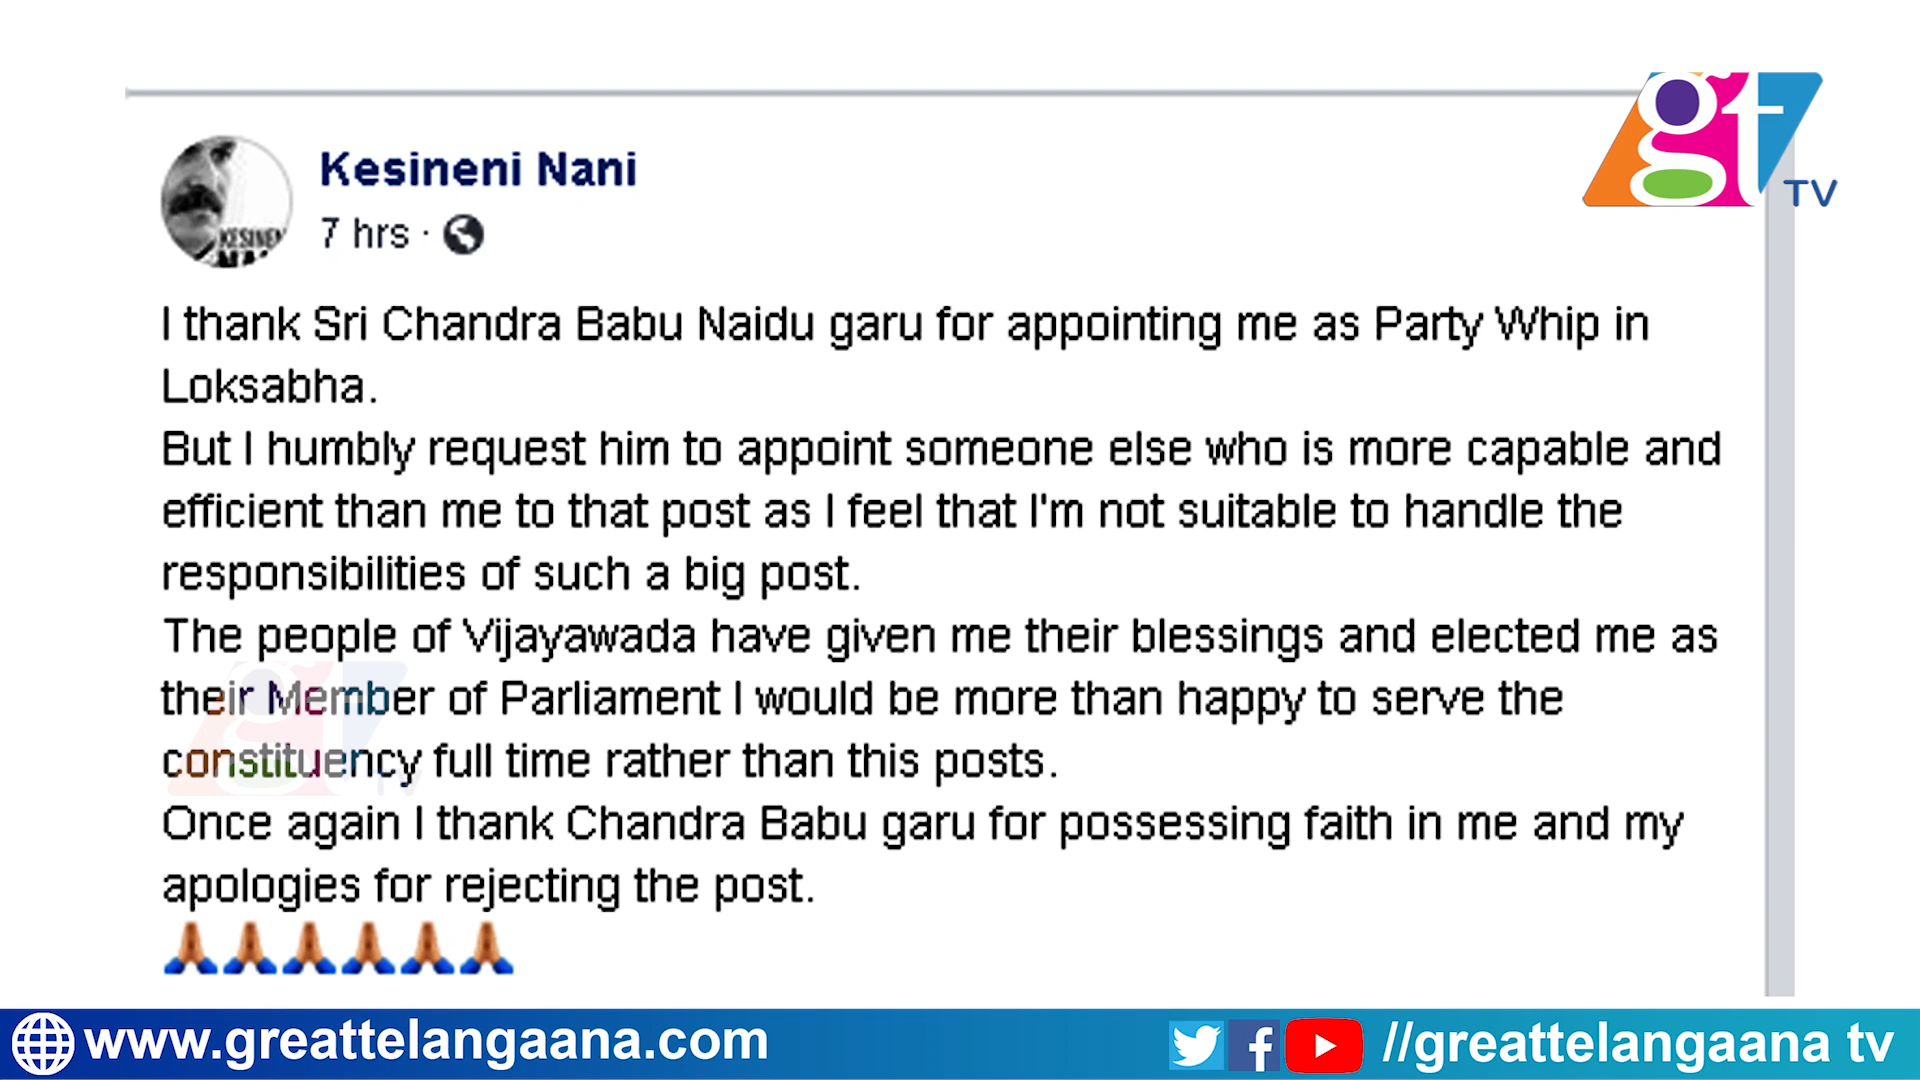 gt TV
Kesineni Nani
KESINENI
7 hrs ·
I thank Sri Chandra Babu Naidu garu for appointing me as Party Whip in
Loksabha.
But I humbly request him to appoint someone else who is more capable and
efficient than me to that post as I feel that I'm not suitable to handle the
responsibilities of such a big post.
The people of Vijayawada have given me their blessings and elected me as
their Member of Parliament I would be more than happy to serve the
constituency full time rather than this posts.
Once again I thank Chandra Babu garu for possessing faith in me and my
apologies for rejecting the post.
🙏🏾🙏🏾🙏🏾🙏🏾🙏🏾🙏🏾
www.greattelangaana.com
//greattelangaana tv